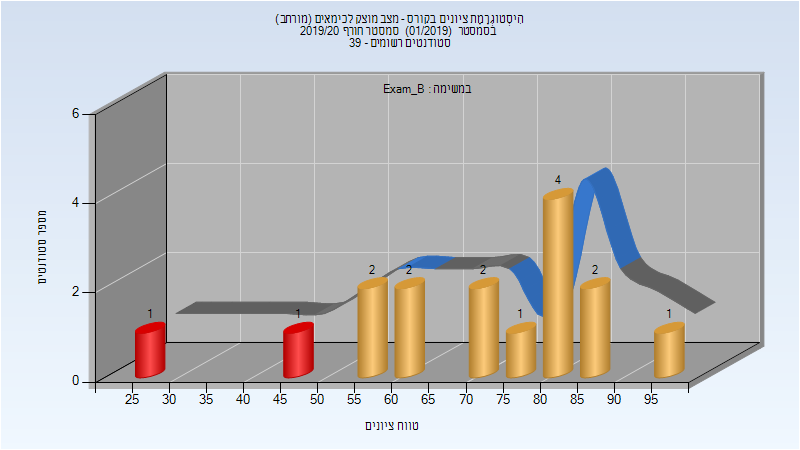 היסטוגרמת ציונים בקורס - מצב מוצק לכימאים (מורחב)
בסמסטר (01/2019) סמסטר חורף 2019/20
סטודנטים רשומים - 39
במשימה : Exam_B
מספר סטודנטים
6
4
2
0
1
1
2
2
2
1
4
2
1
25 30 35 40 45 50 55 60 65 70 75 80 85 90 95
טווח ציונים